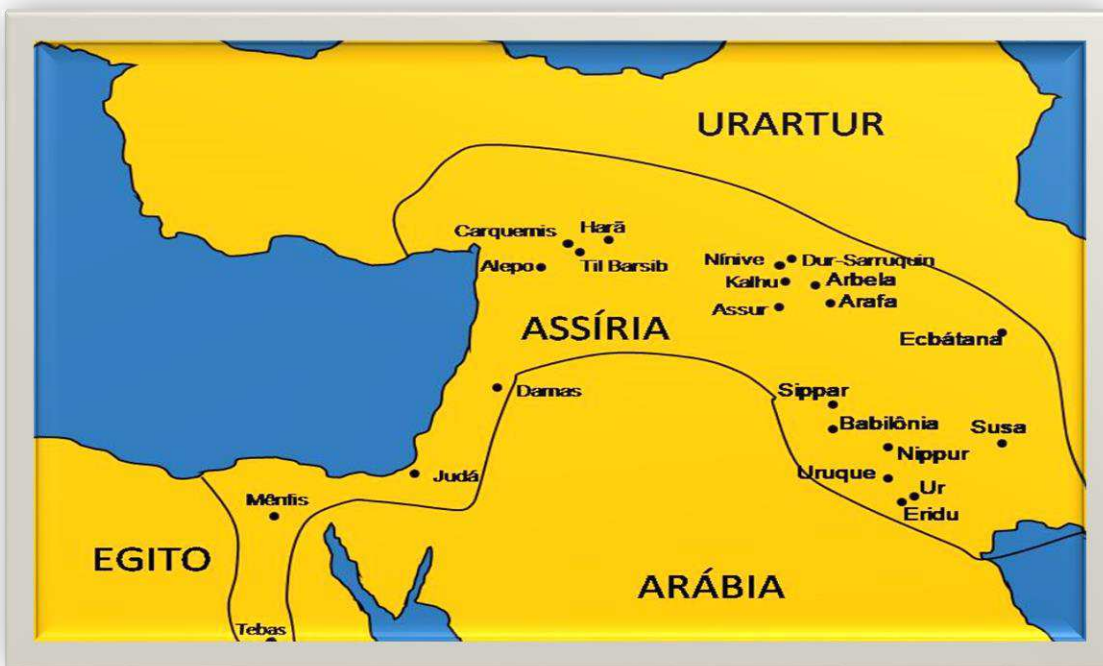 URARTUR
Carquemis
Harã
Til Barsib
Alepo
Nínive
Dur-Sarruquin
Kalhu
Arbela
Assur
Arafa
ASSÍRIA
Ecbátana
Damas
Sippar
Babilônia
Susa
Nippur
Judá
Uruque
Ur
Eridu
Mênfis
EGITO
ARÁBIA
Tebas